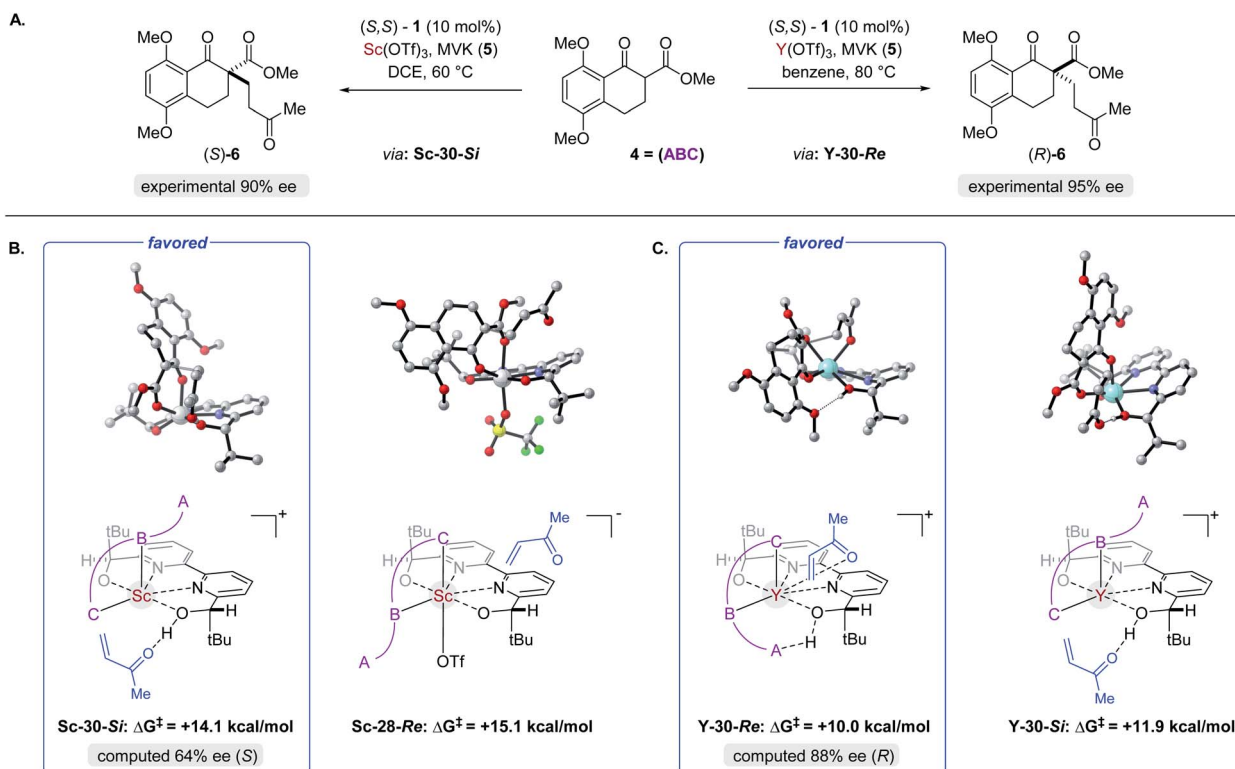 A.
(S,S) - 1 (10 mol%)
Sc(OTf)3, MVK (5)
DCE, 60 °C
via: Sc-30-Si
(S,S) - 1 (10 mol%)
Y(OTf)3, MVK (5)
benzene, 80 °C
via: Y-30-Re
MeO
O
O
OMe
Me
O
MeO
(S)-6
experimental 90% ee
MeO
O
O
OMe
MeO
4 = (ABC)
MeO
O
O
OMe
Me
O
MeO
(R)-6
experimental 95% ee
B.
favored
C.
favored
A
tBu
B
H
O
N
N
Sc
C
O
H
H
tBu
O
Me
+
tBu
C
Me
O
H
O
N
N
Sc
B
O
H
tBu
A
OTf
-
tBu
C
Me
O
H
O
N
N
Y
B
O
H
H
tBu
A
+
A
tBu
B
H
O
N
N
Y
C
O
H
H
tBu
O
Me
+
Sc-30-Si: ΔG‡ = +14.1 kcal/mol
computed 64% ee (S)
Sc-28-Re: ΔG‡ = +15.1 kcal/mol
Y-30-Re: ΔG‡ = +10.0 kcal/mol
computed 88% ee (R)
Y-30-Si: ΔG‡ = +11.9 kcal/mol